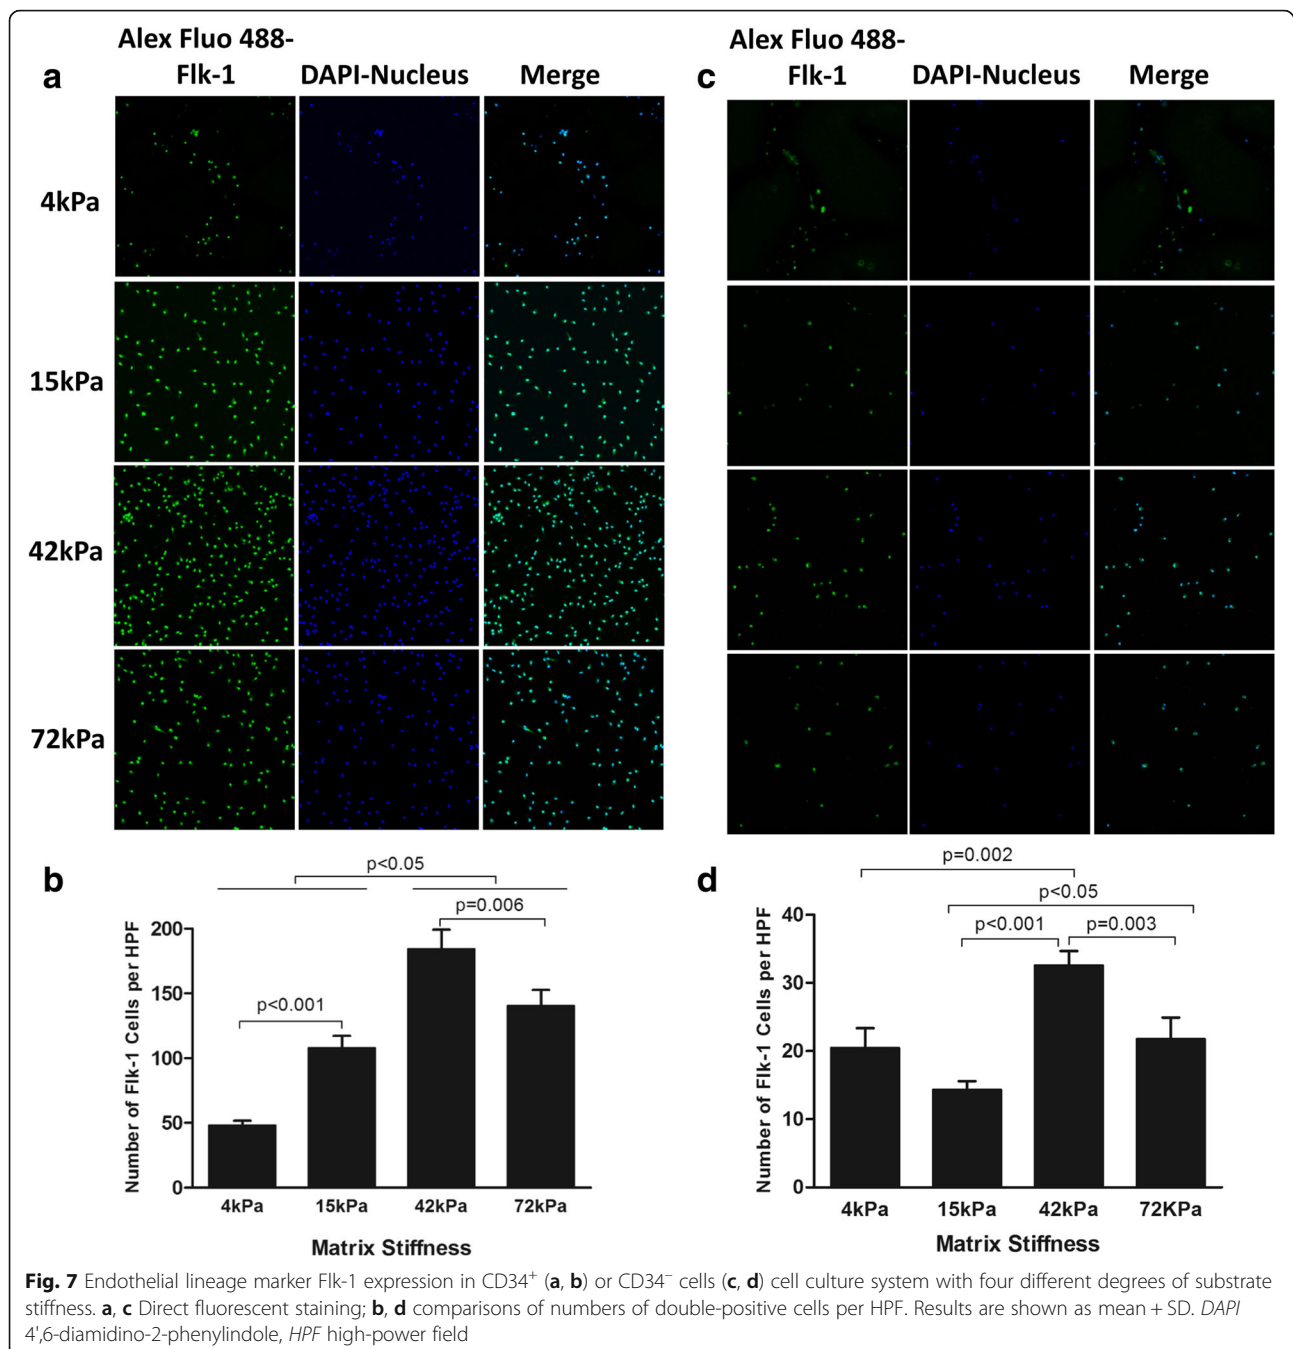 Alex Fluo 488-
a Flk-1 DAPI-Nucleus Merge
4kPa
15kPa
42kPa
72kPa
Alex Fluo 488-
c Flk-1 DAPI-Nucleus Merge
b
p<0.05
p=0.006
p<0.001
Number of Flk-1 Cells per HPF
200
150
100
50
0
4kPa 15kPa 42kPa 72kPa
Matrix Stiffness
d
p=0.002
p<0.05
p<0.001 p=0.003
Number of Flk-1 Cells per HPF
40
30
20
10
0
4kPa 15kPa 42kPa 72KPa
Matrix Stiffness
Fig. 7 Endothelial lineage marker Flk-1 expression in CD34⁺ (a, b) or CD34⁻ cells (c, d) cell culture system with four different degrees of substrate
stiffness. a, c Direct fluorescent staining; b, d comparisons of numbers of double-positive cells per HPF. Results are shown as mean + SD. DAPI
4',6-diamidino-2-phenylindole, HPF high-power field